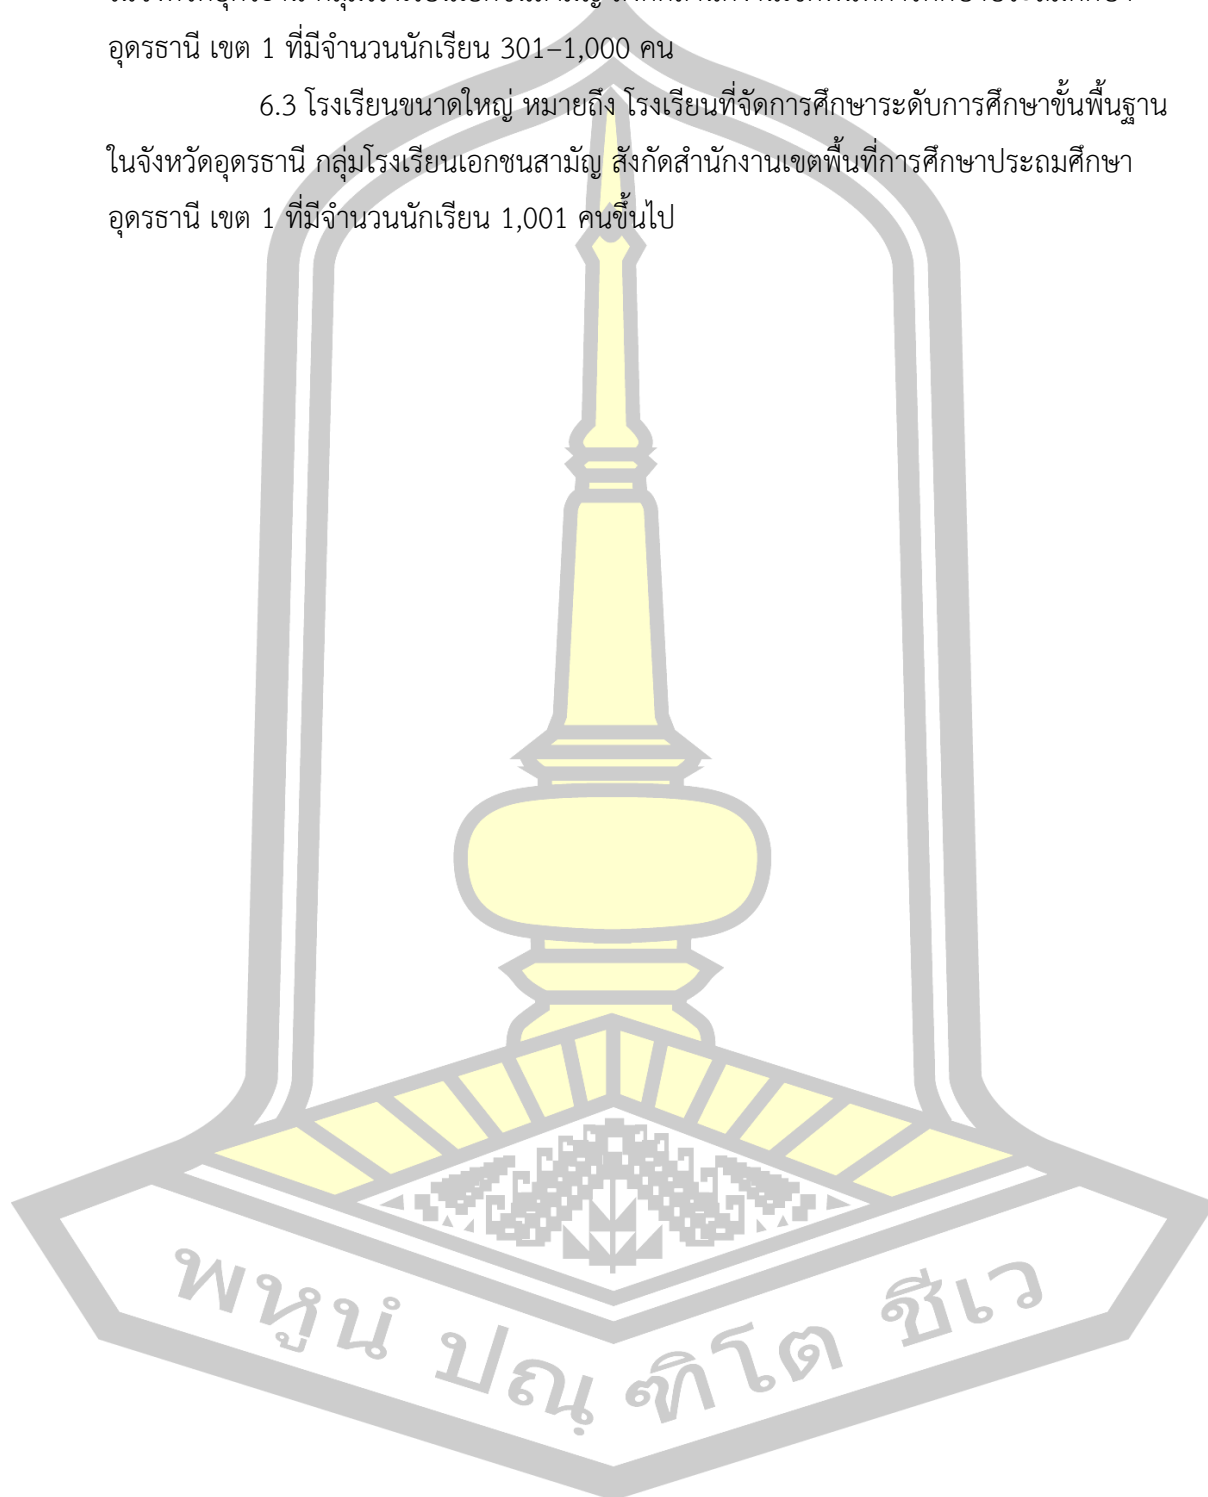 อุดรธานี เขต 1 ที่มีจำนวนนักเรียน 301–1,000 คน
6.3 โรงเรียนขนาดใหญ่ หมายถึง โรงเรียนที่จัดการศึกษาระดับการศึกษาขั้นพื้นฐาน
ในจังหวัดอุดรธานี กลุ่มโรงเรียนเอกชนสามัญ สังกัดสำนักงานเขตพื้นที่การศึกษาประถมศึกษา
อุดรธานี เขต 1 ที่มีจำนวนนักเรียน 1,001 คนขึ้นไป
พหูนํ ปณฺฑิโต ชีเว